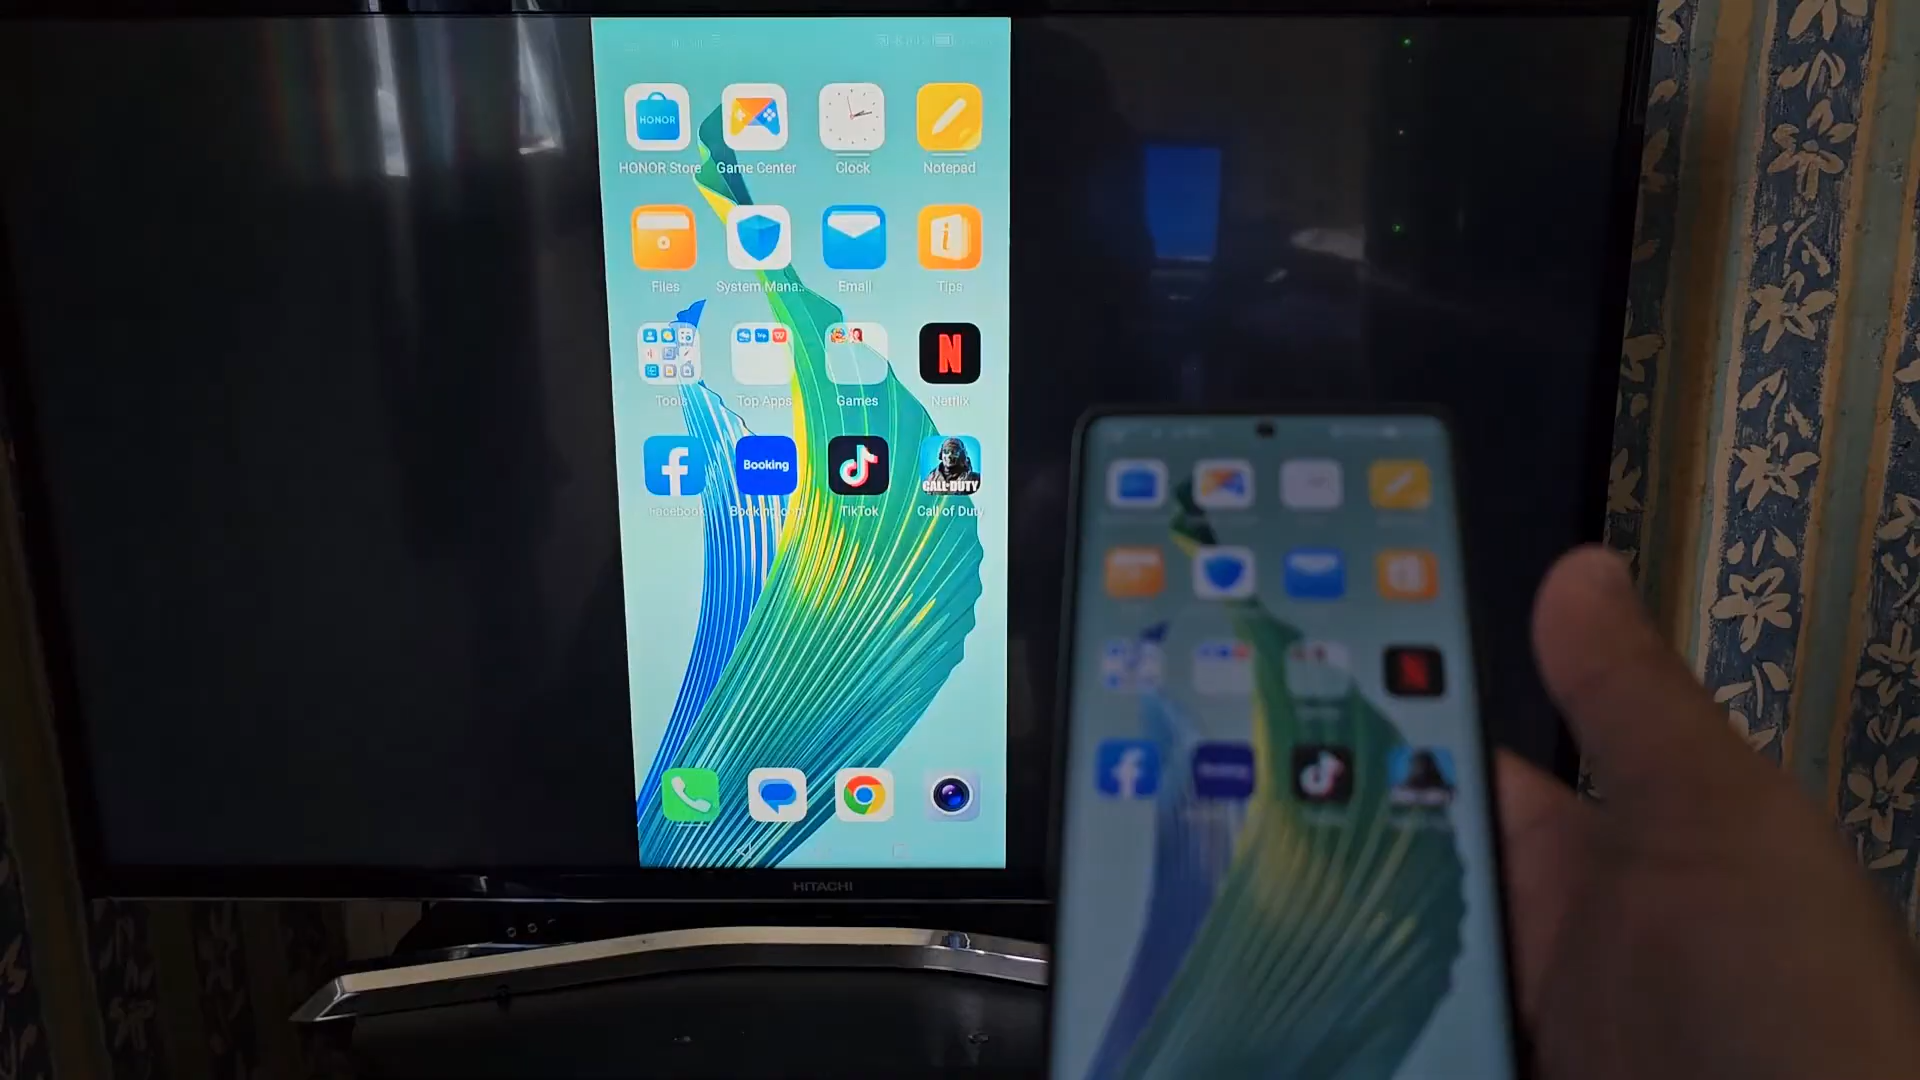 HONOR
HONOR Store Game Center Clock Notepad
Files System Mana.. Email Tips
Tools Top Apps Games Netflix
N
Booking
CALL·DUTY
Facebook Booking.com TikTok Call of Duty
HITACHI